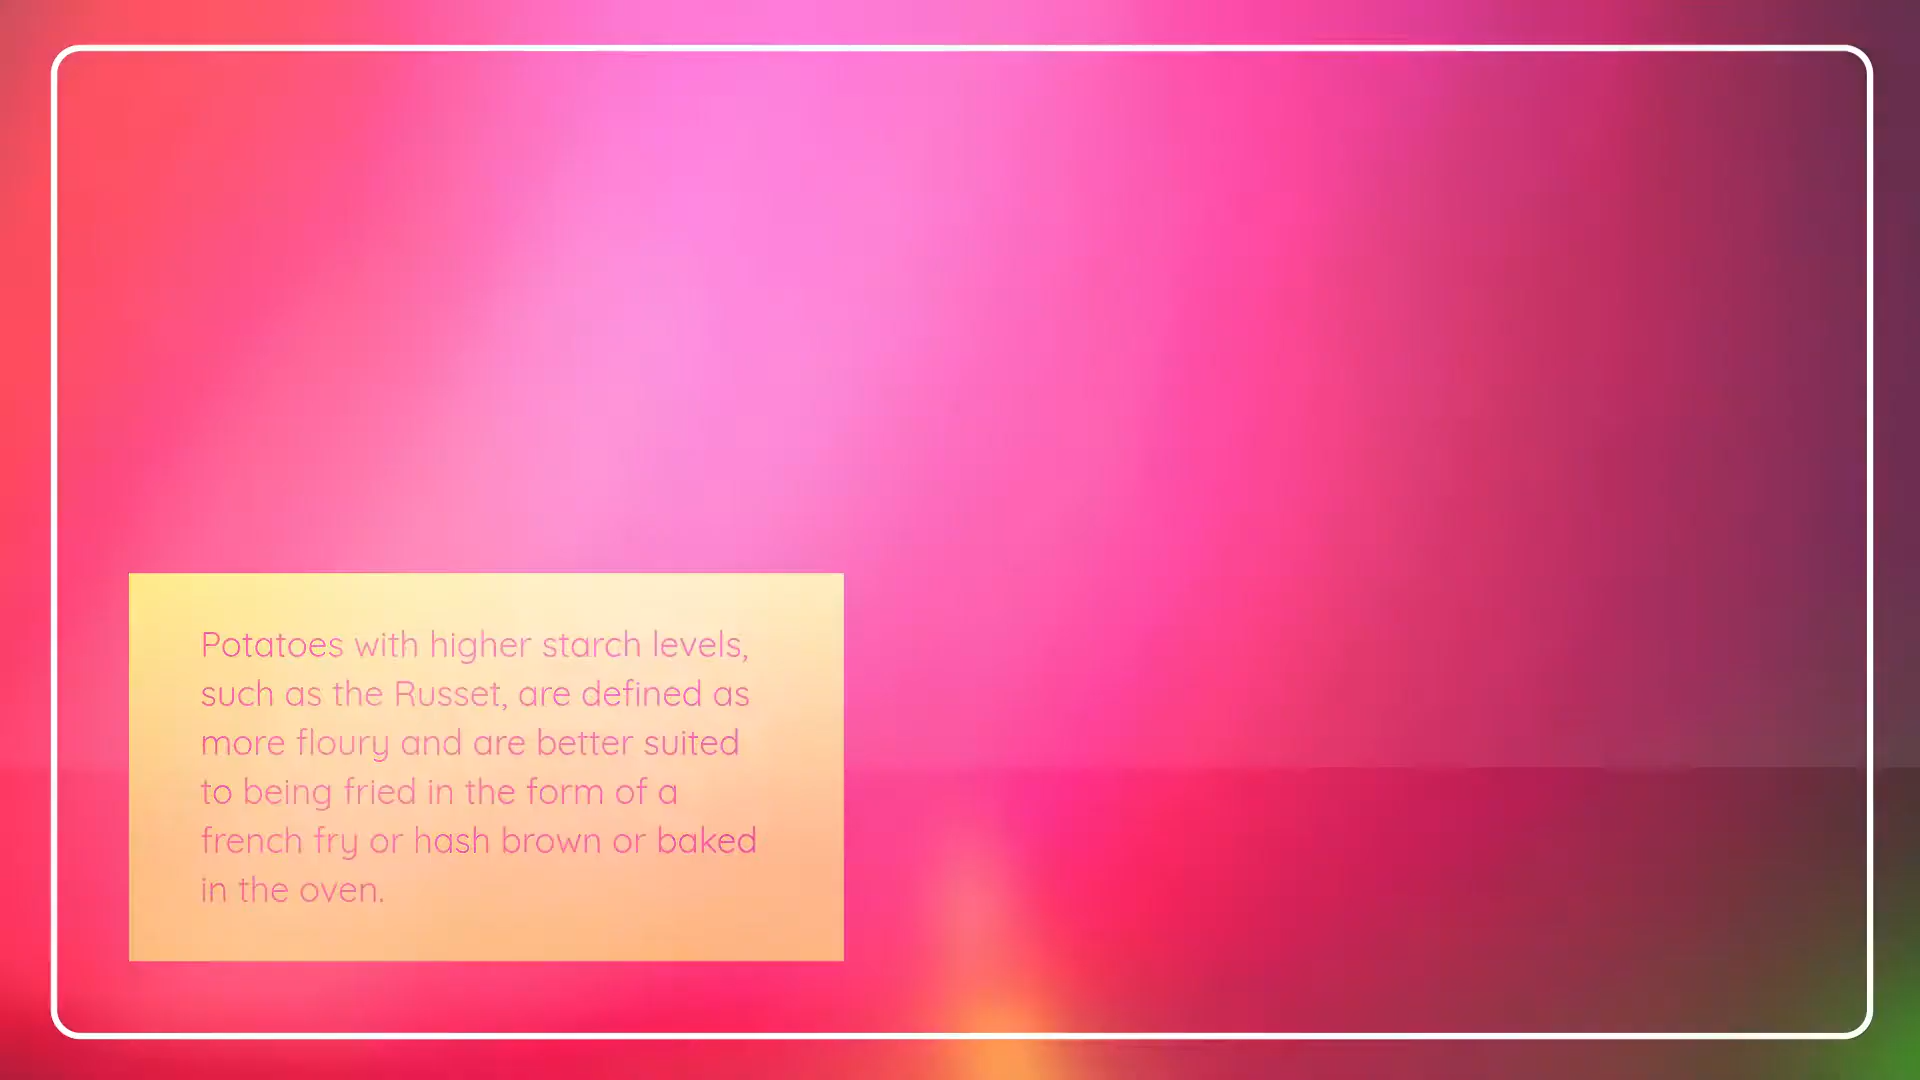 Potatoes with higher starch levels,
such as the Russet, are defined as
more floury and are better suited
to being fried in the form of a
french fry or hash brown or baked
in the oven.